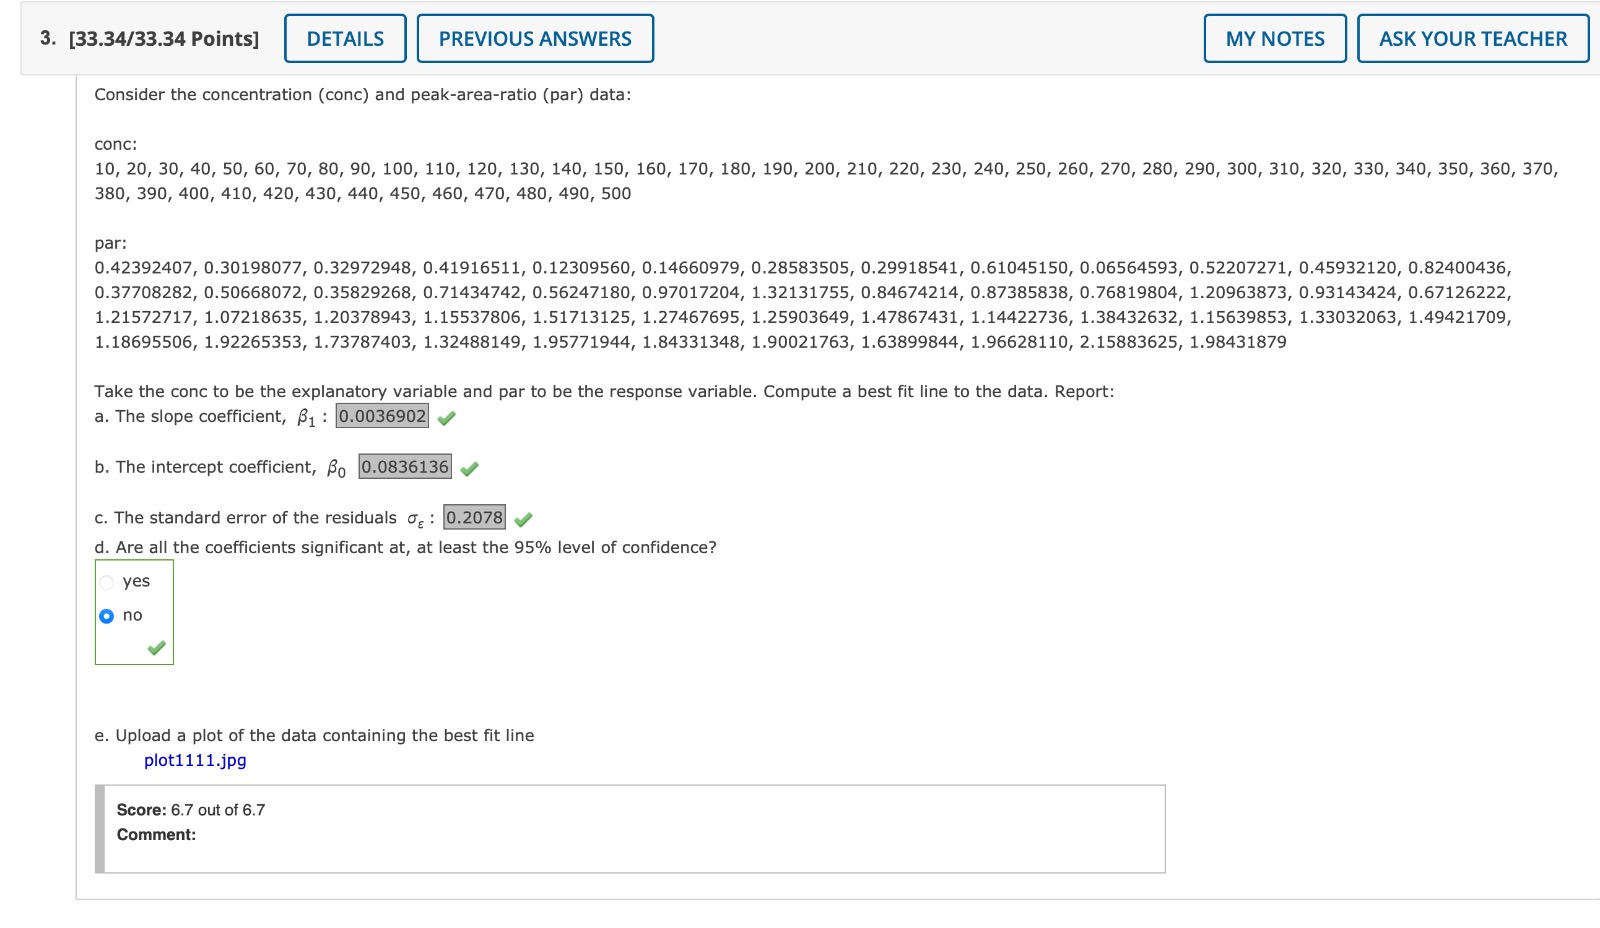 3. [33.34/33.34 Points] DETAILS PREVIOUS ANSWERS MY NOTES ASK YOUR TEACHER
Consider the concentration (conc) and peak-area-ratio (par) data:
conc:
10, 20, 30, 40, 50, 60, 70, 80, 90, 100, 110, 120, 130, 140, 150, 160, 170, 180, 190, 200, 210, 220, 230, 240, 250, 260, 270, 280, 290, 300, 310, 320, 330, 340, 350, 360, 370,
380, 390, 400, 410, 420, 430, 440, 450, 460, 470, 480, 490, 500
par:
0.42392407, 0.30198077, 0.32972948, 0.41916511, 0.12309560, 0.14660979, 0.28583505, 0.29918541, 0.61045150, 0.06564593, 0.52207271, 0.45932120, 0.82400436,
0.37708282, 0.50668072, 0.35829268, 0.71434742, 0.56247180, 0.97017204, 1.32131755, 0.84674214, 0.87385838, 0.76819804, 1.20963873, 0.93143424, 0.67126222,
1.21572717, 1.07218635, 1.20378943, 1.15537806, 1.51713125, 1.27467695, 1.25903649, 1.47867431, 1.14422736, 1.38432632, 1.15639853, 1.33032063, 1.49421709,
1.18695506, 1.92265353, 1.73787403, 1.32488149, 1.95771944, 1.84331348, 1.90021763, 1.63899844, 1.96628110, 2.15883625, 1.98431879
Take the conc to be the explanatory variable and par to be the response variable. Compute a best fit line to the data. Report:
a. The slope coefficient, β₁ : 0.0036902
b. The intercept coefficient, β₀ 0.0836136
c. The standard error of the residuals σ_ε : 0.2078
d. Are all the coefficients significant at, at least the 95% level of confidence?
yes
no
e. Upload a plot of the data containing the best fit line
plot1111.jpg
Score: 6.7 out of 6.7
Comment: